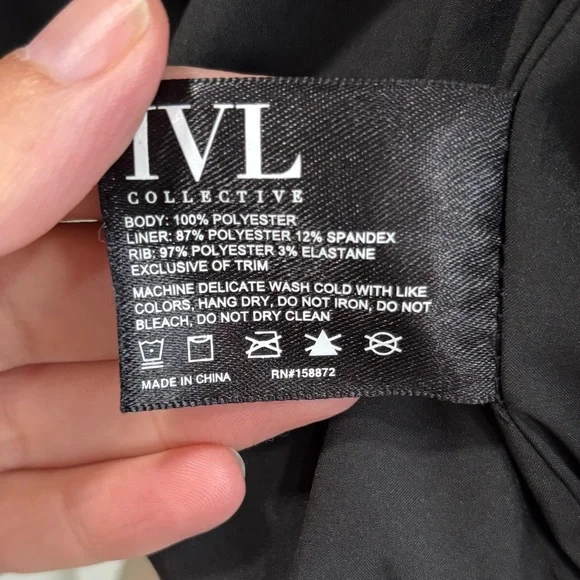 IVL
COLLECTIVE
BODY: 100% POLYESTER
LINER: 87% POLYESTER 12% SPANDEX
RIB: 97% POLYESTER 3% ELASTANE
EXCLUSIVE OF TRIM
MACHINE DELICATE WASH COLD WITH LIKE
COLORS, HANG DRY, DO NOT IRON, DO NOT
BLEACH, DO NOT DRY CLEAN
MADE IN CHINA RN#158872